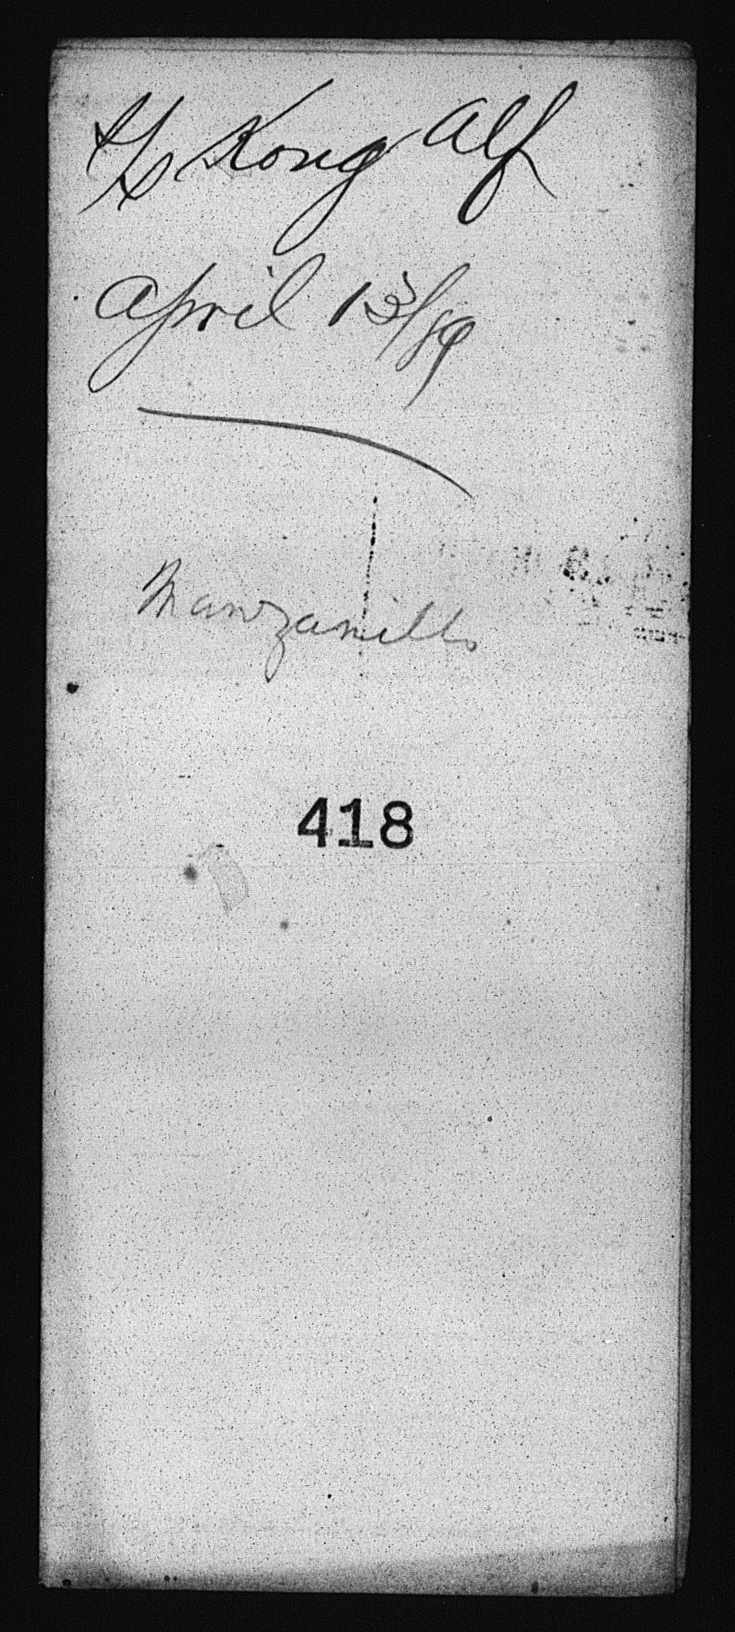 Kong Alf
April 13/89
Manzanillo
418